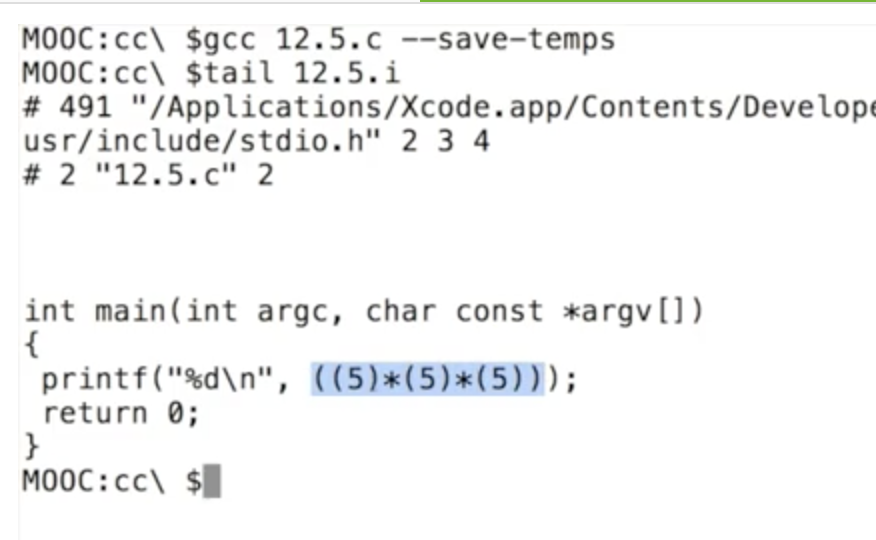 MOOC:cc\ $gcc 12.5.c --save-temps
MOOC:cc\ $tail 12.5.i
# 491 "/Applications/Xcode.app/Contents/Develope
usr/include/stdio.h" 2 3 4
# 2 "12.5.c" 2
int main(int argc, char const *argv[])
{
 printf("%d\n", ((5)*(5)*(5)));
 return 0;
}
MOOC:cc\ $